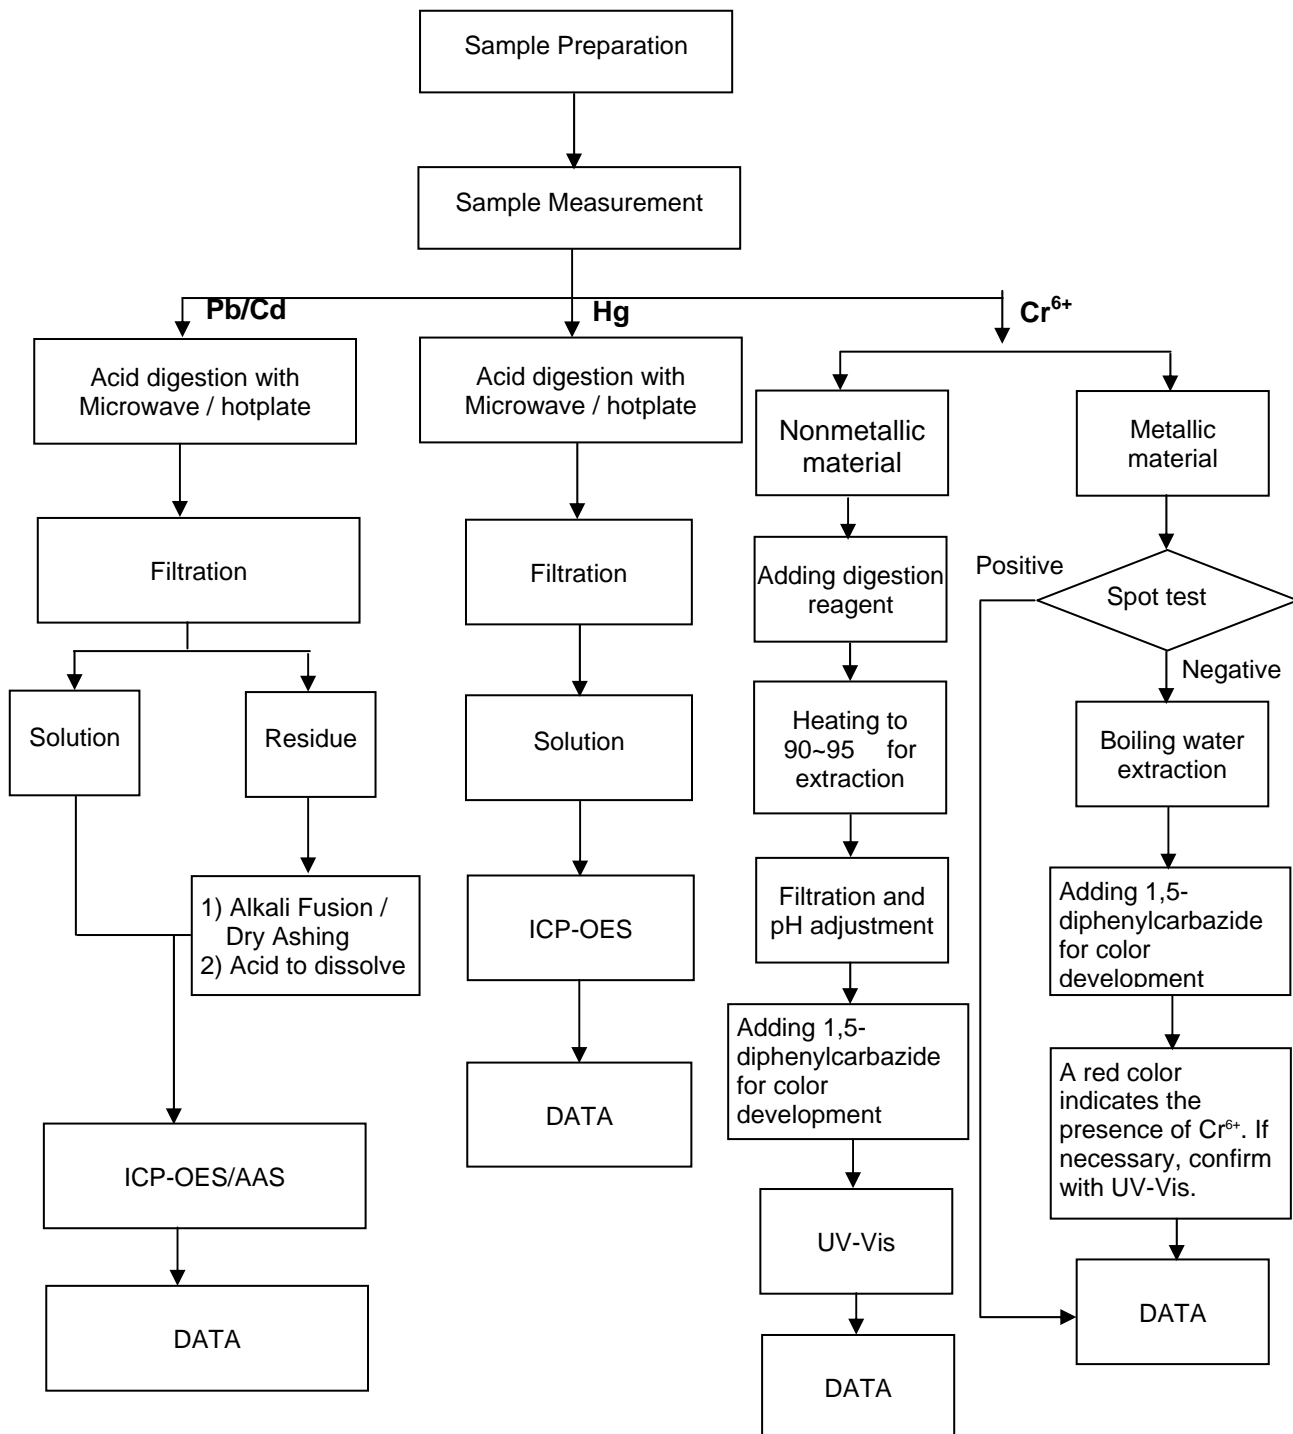 Sample Preparation
Sample Measurement
Pb/Cd
Hg
Cr6+
Acid digestion with
Microwave / hotplate
Filtration
Solution
Residue
1) Alkali Fusion /
Dry Ashing
2) Acid to dissolve
ICP-OES/AAS
DATA
Acid digestion with
Microwave / hotplate
Filtration
Solution
ICP-OES
DATA
Nonmetallic
material
Adding digestion
reagent
Heating to
90~95 for
extraction
Filtration and
pH adjustment
Adding 1,5-
diphenylcarbazide
for color
development
UV-Vis
DATA
Metallic
material
Positive
Spot test
Negative
Boiling water
extraction
Adding 1,5-
diphenylcarbazide
for color
development
A red color
indicates the
presence of Cr6+. If
necessary, confirm
with UV-Vis.
DATA